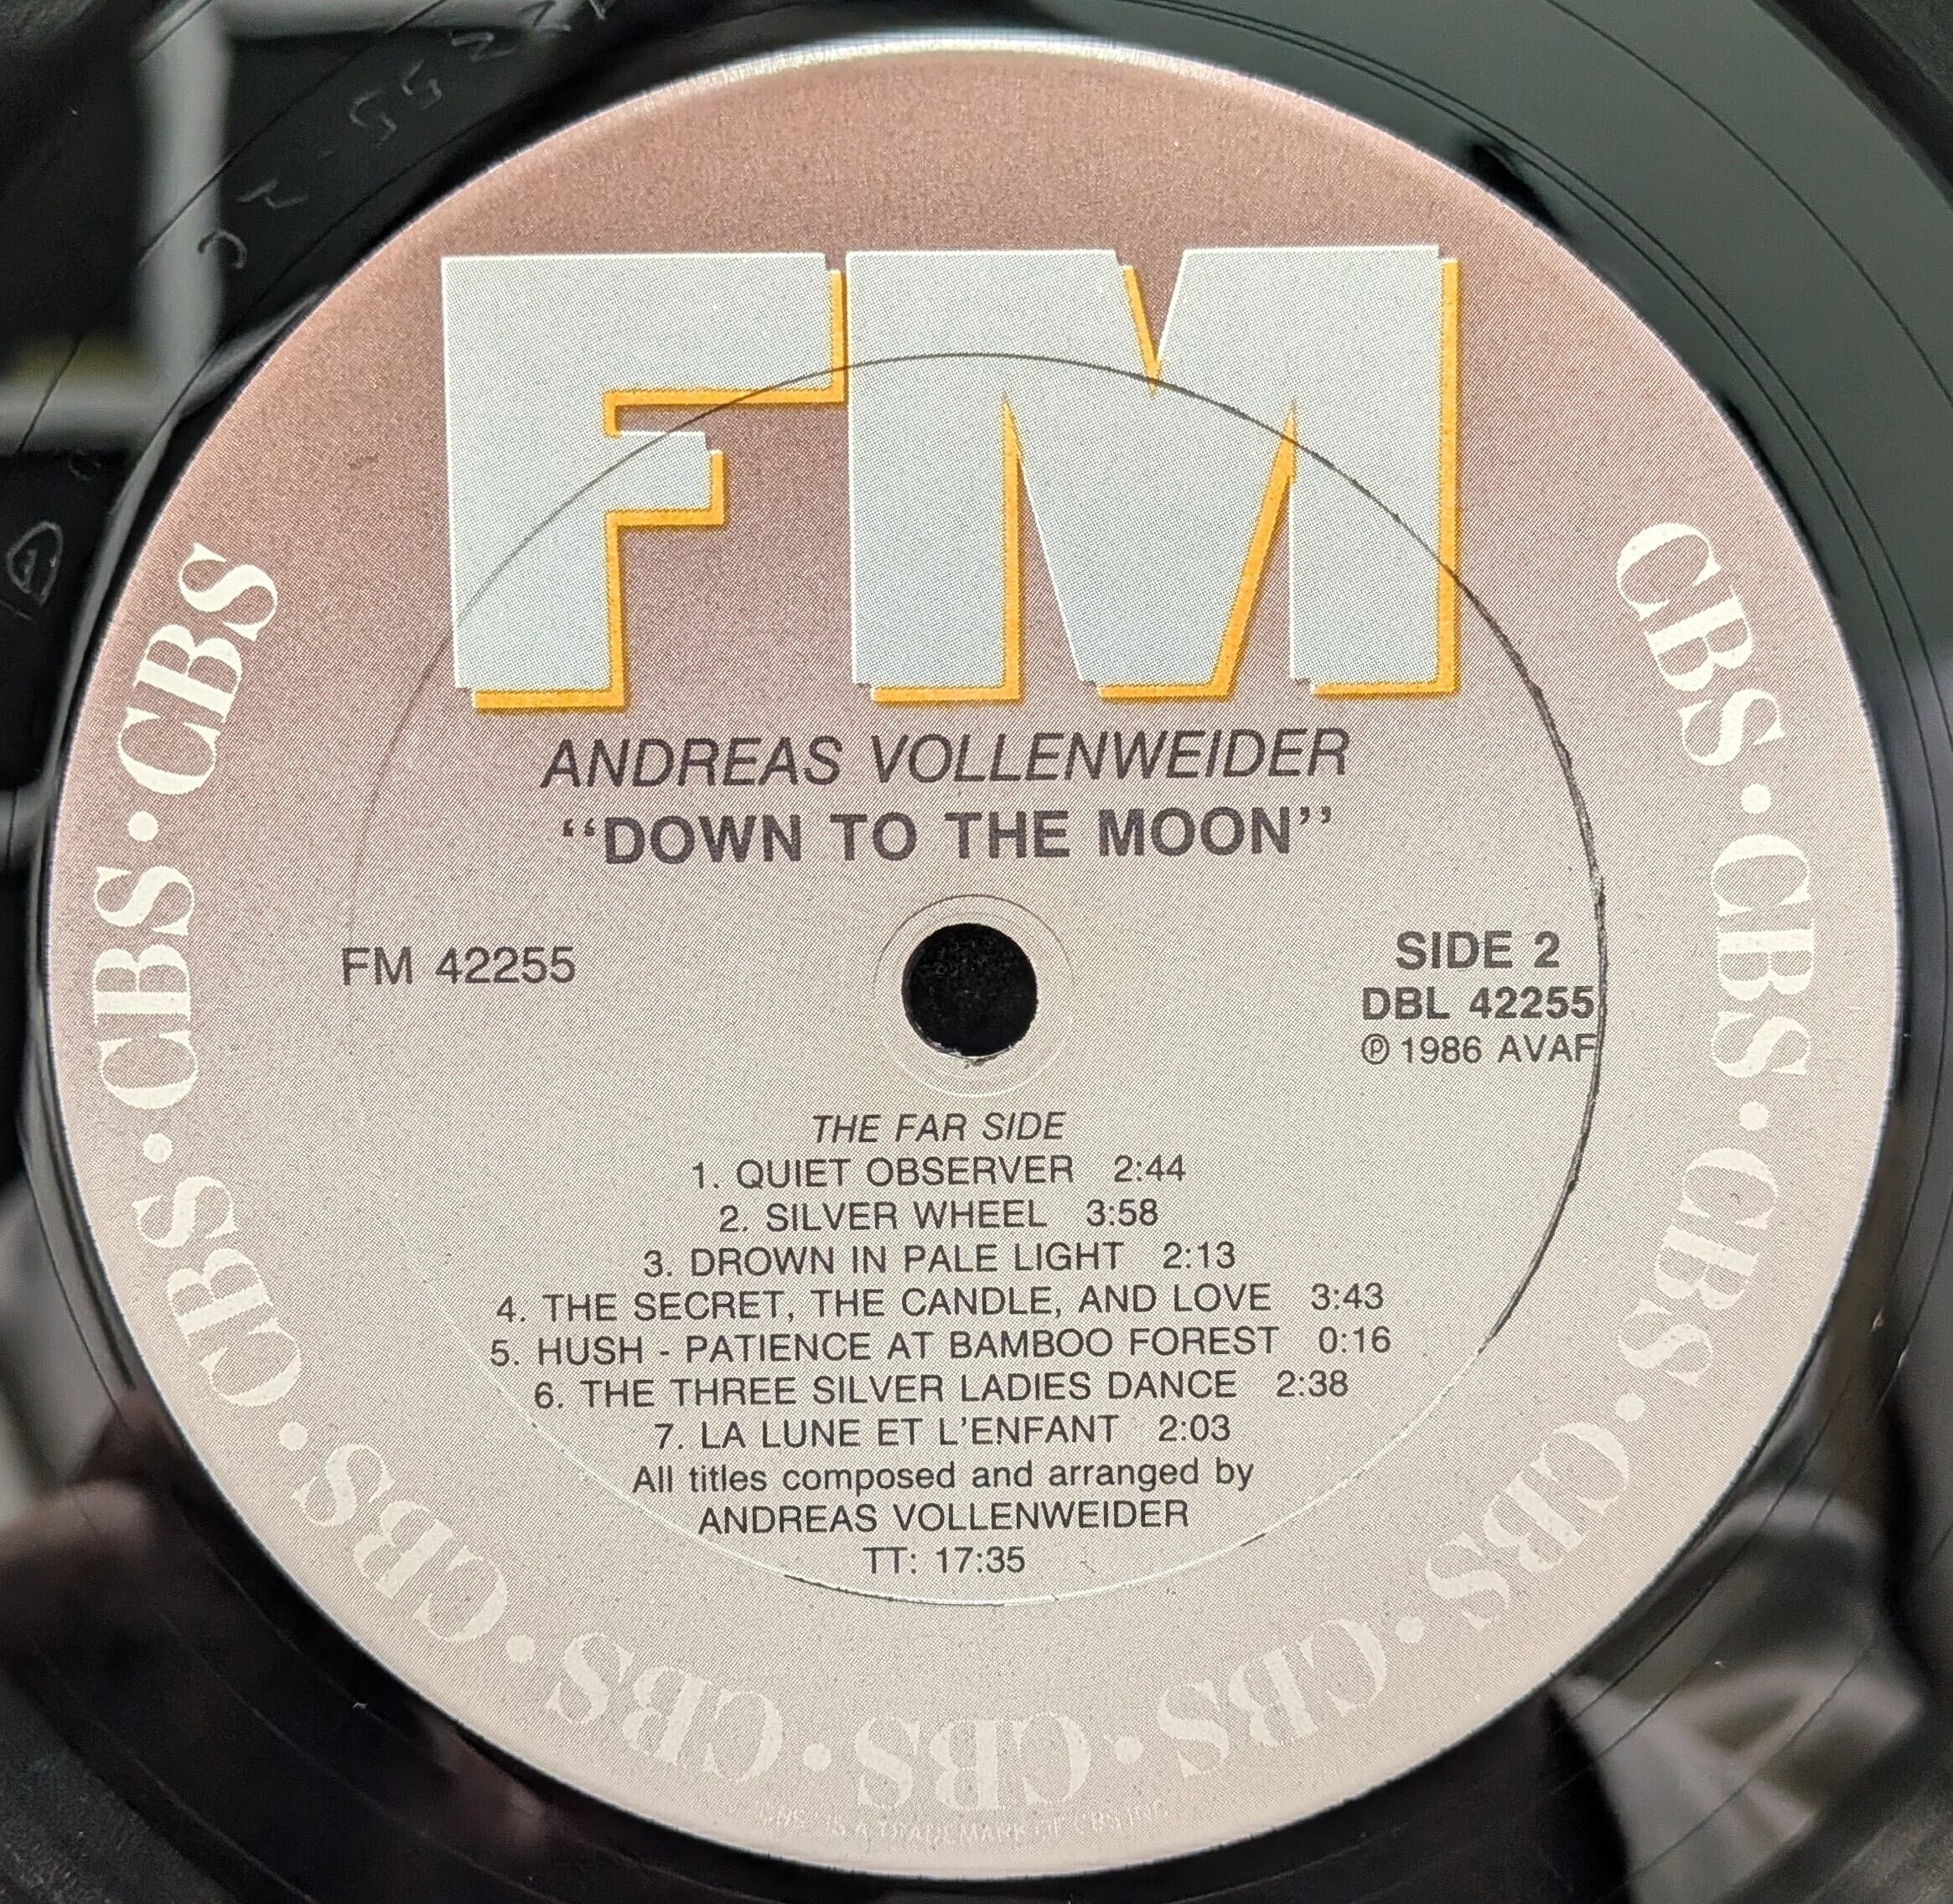 FM
ANDREAS VOLLENWEIDER
“DOWN TO THE MOON”
FM 42255
SIDE 2
DBL 42255
℗ 1986 AVAF
THE FAR SIDE
1. QUIET OBSERVER 2:44
2. SILVER WHEEL 3:58
3. DROWN IN PALE LIGHT 2:13
4. THE SECRET, THE CANDLE, AND LOVE 3:43
5. HUSH - PATIENCE AT BAMBOO FOREST 0:16
6. THE THREE SILVER LADIES DANCE 2:38
7. LA LUNE ET L'ENFANT 2:03
All titles composed and arranged by
ANDREAS VOLLENWEIDER
TT: 17:35
CBS • CBS • CBS • CBS • CBS • CBS • CBS • CBS • CBS • CBS • CBS
IS A TRADEMARK OF CBS INC.